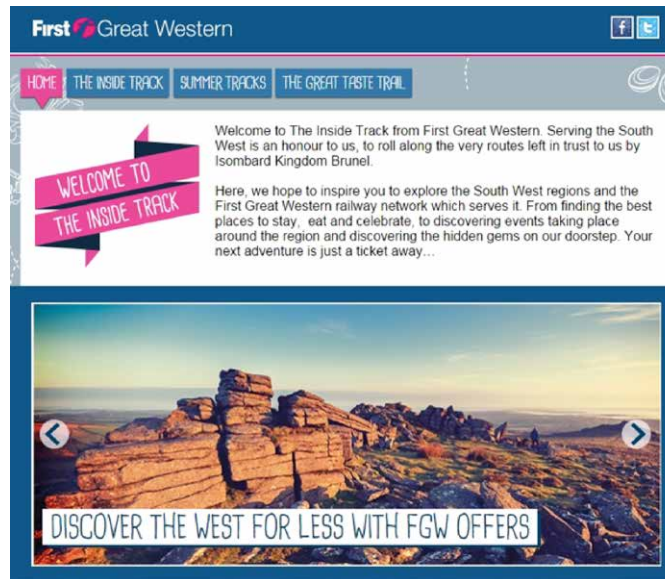 First Great Western
HOME THE INSIDE TRACK SUMMER TRACKS THE GREAT TASTE TRAIL
WELCOME TO
THE INSIDE TRACK
Welcome to The Inside Track from First Great Western. Serving the South
West is an honour to us, to roll along the very routes left in trust to us by
Isombard Kingdom Brunel.
Here, we hope to inspire you to explore the South West regions and the
First Great Western railway network which serves it. From finding the best
places to stay, eat and celebrate, to discovering events taking place
around the region and discovering the hidden gems on our doorstep. Your
next adventure is just a ticket away…
DISCOVER THE WEST FOR LESS WITH FGW OFFERS